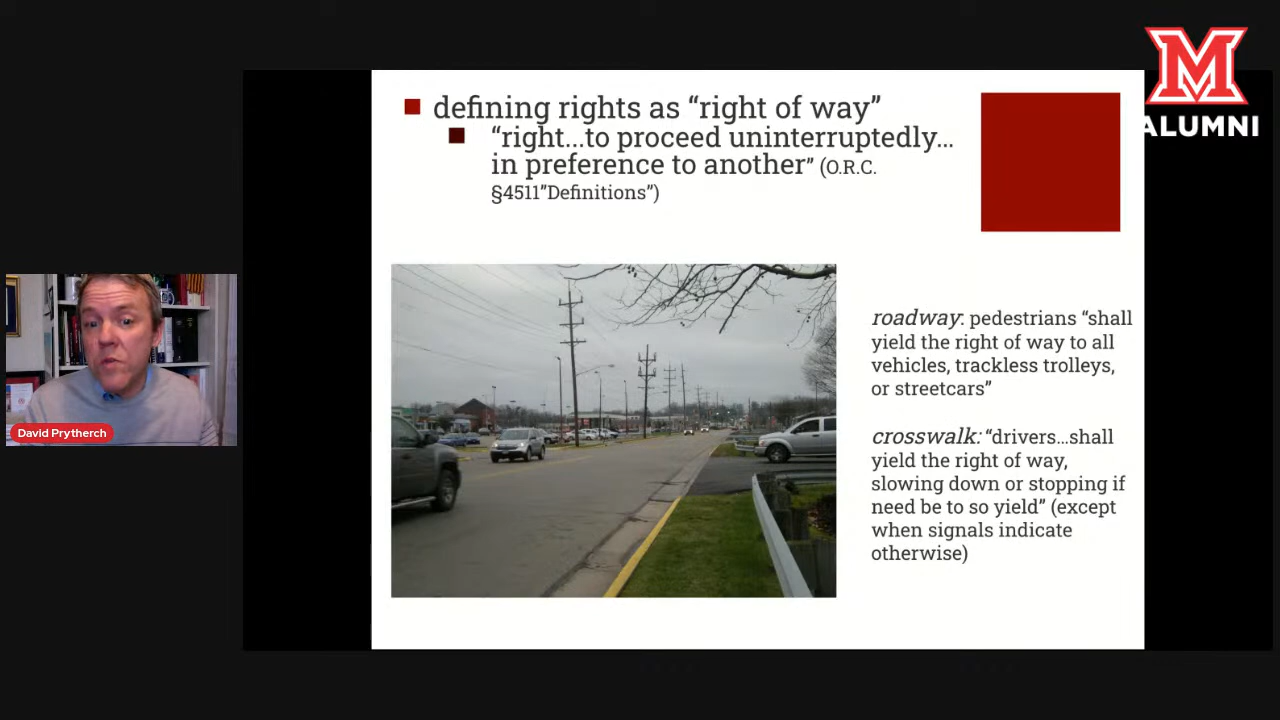 defining rights as “right of way”
“right...to proceed uninterruptedly...
in preference to another” (O.R.C.
§4511”Definitions”)
roadway: pedestrians “shall
yield the right of way to all
vehicles, trackless trolleys,
or streetcars”
crosswalk: “drivers...shall
yield the right of way,
slowing down or stopping if
need be to so yield” (except
when signals indicate
otherwise)
M
ALUMNI
David Prytherch